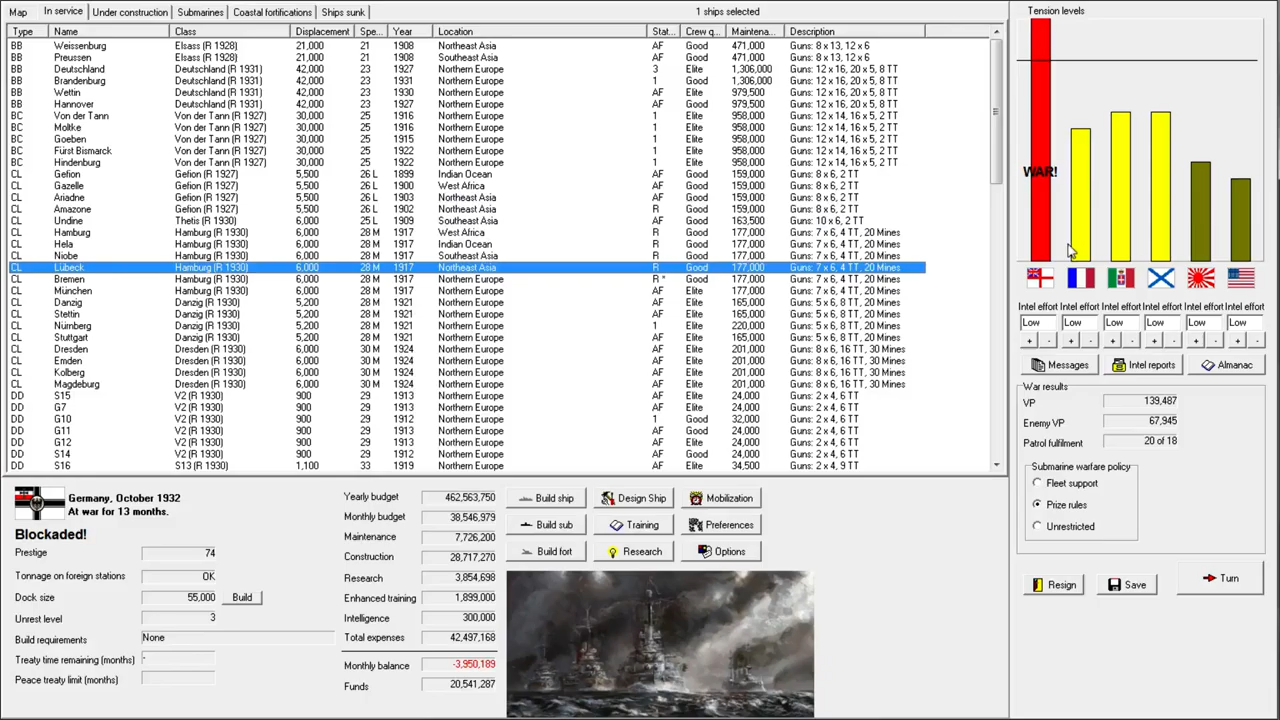 Map In service Under construction Submarines Coastal fortifications Ships sunk 1 ships selected
Type Name Class Displacement Spe... Year Location Stat... Crew q... Maintena... Description
BB Weissenburg Elsass (R 1928) 21,000 21 1908 Northeast Asia AF Good 471,000 Guns: 8 x 13, 12 x 6
BB Preussen Elsass (R 1928) 21,000 21 1908 Southeast Asia AF Good 471,000 Guns: 8 x 13, 12 x 6
BB Deutschland Deutschland (R 1931) 42,000 23 1927 Northern Europe 3 Elite 1,306,000 Guns: 12 x 16, 20 x 5, 8 TT
BB Brandenburg Deutschland (R 1931) 42,000 23 1931 Northern Europe 1 Elite 1,306,000 Guns: 12 x 16, 20 x 5, 8 TT
BB Wettin Deutschland (R 1931) 42,000 23 1930 Northern Europe AF Elite 979,500 Guns: 12 x 16, 20 x 5, 8 TT
BB Hannover Deutschland (R 1931) 42,000 23 1927 Northern Europe AF Good 979,500 Guns: 12 x 16, 20 x 5, 8 TT
BC Von der Tann Von der Tann (R 1927) 30,000 25 1916 Northern Europe 1 Good 958,000 Guns: 12 x 14, 16 x 5, 2 TT
BC Moltke Von der Tann (R 1927) 30,000 25 1916 Northern Europe 1 Good 958,000 Guns: 12 x 14, 16 x 5, 2 TT
BC Goeben Von der Tann (R 1927) 30,000 25 1916 Northern Europe 1 Good 958,000 Guns: 12 x 14, 16 x 5, 2 TT
BC Fürst Bismarck Von der Tann (R 1927) 30,000 25 1922 Northern Europe 1 Good 958,000 Guns: 12 x 14, 16 x 5, 2 TT
BC Hindenburg Von der Tann (R 1927) 30,000 25 1922 Northern Europe 1 Good 958,000 Guns: 12 x 14, 16 x 5, 2 TT
CL Gefion Gefion (R 1927) 5,500 26 L 1899 Indian Ocean AF Good 159,000 Guns: 8 x 6, 2 TT
CL Gazelle Gefion (R 1927) 5,500 26 L 1899 West Africa AF Good 159,000 Guns: 8 x 6, 2 TT
CL Ariadne Gefion (R 1927) 5,500 26 L 1902 Northeast Asia R Good 159,000 Guns: 8 x 6, 2 TT
CL Amazone Gefion (R 1927) 5,500 26 L 1903 Northeast Asia R Good 159,000 Guns: 8 x 6, 2 TT
CL Undine Thetis (R 1930) 6,000 26 L 1909 Southeast Asia AF Good 163,500 Guns: 10 x 6, 2 TT
CL Hamburg Hamburg (R 1930) 6,000 28 M 1917 West Africa R Good 177,000 Guns: 7 x 6, 4 TT, 20 Mines
CL Hela Hamburg (R 1930) 6,000 28 M 1917 Indian Ocean R Good 177,000 Guns: 7 x 6, 4 TT, 20 Mines
CL Niobe Hamburg (R 1930) 6,000 28 M 1917 Southeast Asia R Good 177,000 Guns: 7 x 6, 4 TT, 20 Mines
CL Lübeck Hamburg (R 1930) 6,000 28 M 1917 Northeast Asia R Good 177,000 Guns: 7 x 6, 4 TT, 20 Mines
CL Bremen Hamburg (R 1930) 6,000 28 M 1917 Northern Europe R * Good 177,000 Guns: 7 x 6, 4 TT, 20 Mines
CL München Hamburg (R 1930) 6,000 28 M 1921 Northern Europe AF Elite 177,000 Guns: 7 x 6, 4 TT, 20 Mines
CL Danzig Danzig (R 1930) 5,200 28 M 1921 Northern Europe AF Elite 165,000 Guns: 5 x 6, 8 TT, 20 Mines
CL Stettin Danzig (R 1930) 5,200 28 M 1921 Northern Europe AF Elite 165,000 Guns: 5 x 6, 8 TT, 20 Mines
CL Nürnberg Danzig (R 1930) 5,200 28 M 1921 Northern Europe 1 Elite 220,000 Guns: 5 x 6, 8 TT, 20 Mines
CL Stuttgart Danzig (R 1930) 5,200 28 M 1921 Northern Europe AF Elite 165,000 Guns: 5 x 6, 8 TT, 20 Mines
CL Dresden Dresden (R 1930) 6,000 30 M 1924 Northern Europe AF Elite 201,000 Guns: 8 x 6, 16 TT, 30 Mines
CL Emden Dresden (R 1930) 6,000 30 M 1924 Northern Europe AF Elite 201,000 Guns: 8 x 6, 16 TT, 30 Mines
CL Kolberg Dresden (R 1930) 6,000 30 M 1924 Northern Europe AF Elite 201,000 Guns: 8 x 6, 16 TT, 30 Mines
CL Magdeburg Dresden (R 1930) 6,000 30 M 1924 Northern Europe AF Elite 201,000 Guns: 8 x 6, 16 TT, 30 Mines
DD S15 V2 (R 1930) 900 29 1913 Northern Europe AF Elite 24,000 Guns: 2 x 4, 6 TT
DD G7 V2 (R 1930) 900 29 1913 Northern Europe AF Elite 24,000 Guns: 2 x 4, 6 TT
DD G10 V2 (R 1930) 900 29 1913 Northern Europe 1 Good 32,000 Guns: 2 x 4, 6 TT
DD G11 V2 (R 1930) 900 29 1913 Northern Europe AF Good 24,000 Guns: 2 x 4, 6 TT
DD G12 V2 (R 1930) 900 29 1913 Northern Europe AF Elite 24,000 Guns: 2 x 4, 6 TT
DD S14 V2 (R 1930) 900 29 1913 Northern Europe AF Good 24,000 Guns: 2 x 4, 6 TT
DD S16 S13 (R 1930) 1,100 33 1919 Northern Europe AF Elite 34,500 Guns: 2 x 4, 9 TT
Tension levels
WAR!
Intel effort Intel effort Intel effort Intel effort Intel effort Intel effort
Low Low Low Low Low Low
+ - + - + - + - + - + -
Messages Intel reports Almanac
War results
VP 139,487
Enemy VP 67,945
Patrol fulfilment 20 of 18
Submarine warfare policy
Fleet support
Prize rules
Unrestricted
Resign Save Turn
Germany, October 1932
At war for 13 months.
Blockaded!
Prestige 74
Tonnage on foreign stations OK
Dock size 55,000 Build
Unrest level 3
Build requirements None
Treaty time remaining (months) -
Peace treaty limit (months)
Yearly budget 462,563,750
Monthly budget 38,546,979
Maintenance 7,726,200
Construction 28,717,270
Research 3,854,698
Enhanced training 1,899,000
Intelligence 300,000
Total expenses 42,497,168
Monthly balance -3,950,189
Funds 20,541,287
Build ship Design Ship Mobilization
Build sub Training Preferences
Build fort Research Options